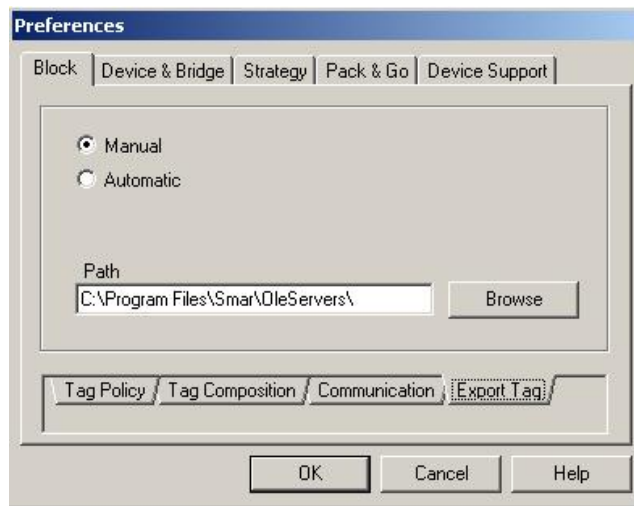 Preferences
Block Device & Bridge Strategy Pack & Go Device Support
Manual
Automatic
Path
C:\Program Files\Smar\OleServers\ Browse
Tag Policy Tag Composition Communication Export Tag
OK Cancel Help